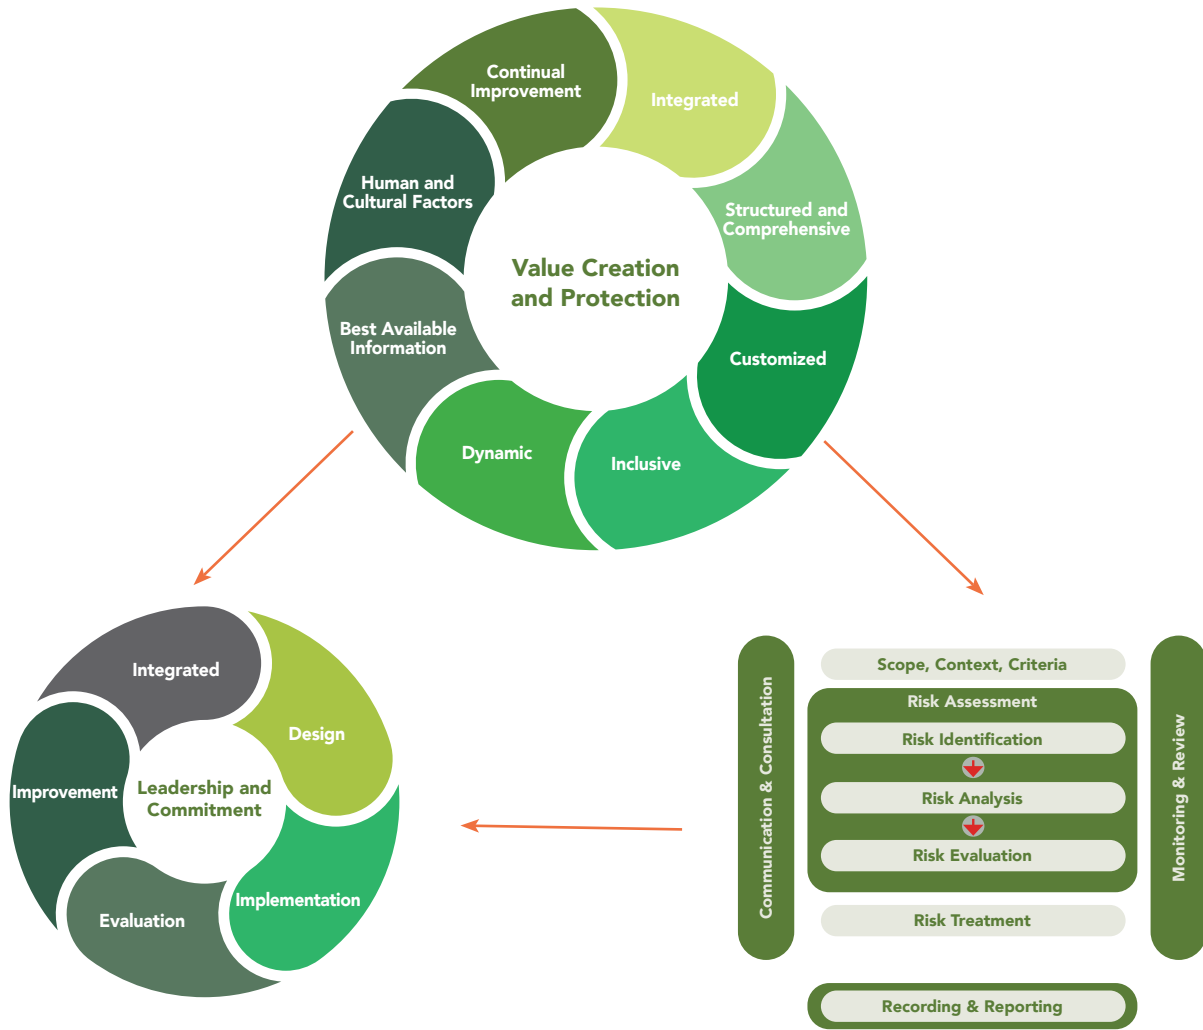 Continual
Improvement
Integrated
Structured and
Comprehensive
Customized
Inclusive
Dynamic
Best Available
Information
Human and
Cultural Factors
Value Creation
and Protection
Integrated
Design
Implementation
Evaluation
Improvement
Leadership and
Commitment
Communication & Consultation
Scope, Context, Criteria
Risk Assessment
Risk Identification
Risk Analysis
Risk Evaluation
Risk Treatment
Recording & Reporting
Monitoring & Review